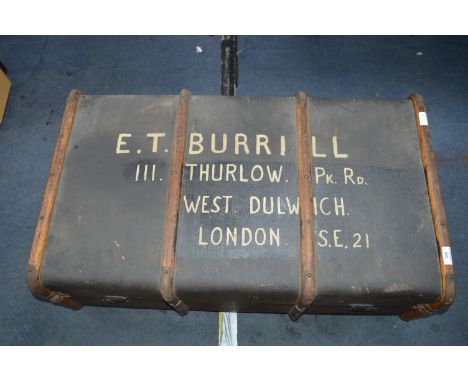 E.T. BURRILL
111. THURLOW. PK. RD.
WEST. DULWICH.
LONDON. S.E. 21